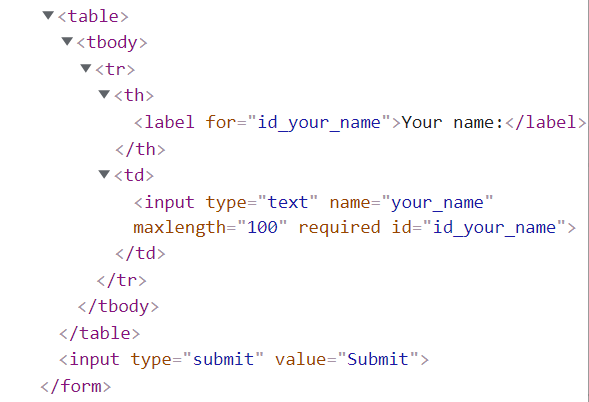 <table>
<tbody>
<tr>
<th>
<label for="id_your_name">Your name:</label>
</th>
<td>
<input type="text" name="your_name"
maxlength="100" required id="id_your_name">
</td>
</tr>
</tbody>
</table>
<input type="submit" value="Submit">
</form>